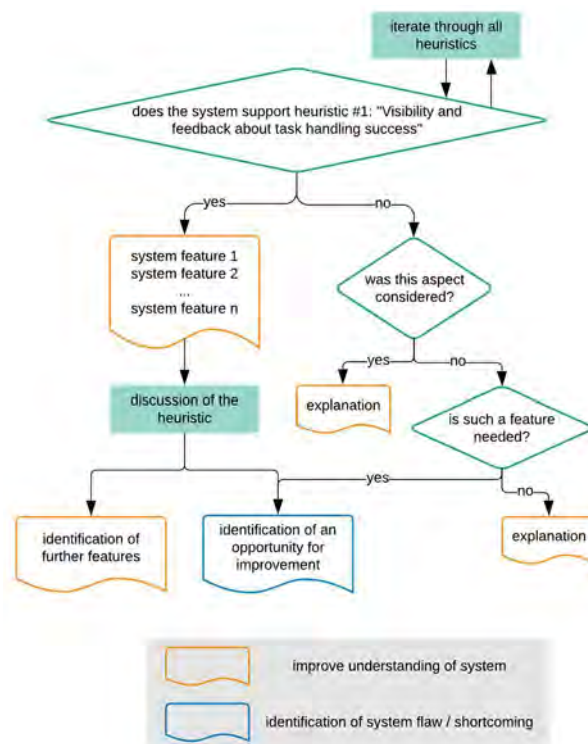 iterate through all
heuristics
does the system support heuristic #1: "Visibility and
feedback about task handling success"
yes
no
system feature 1
system feature 2
...
system feature n
was this aspect
considered?
yes
no
explanation
discussion of the
heuristic
is such a feature
needed?
yes
no
identification of
further features
identification of an
opportunity for
improvement
explanation
improve understanding of system
identification of system flaw / shortcoming